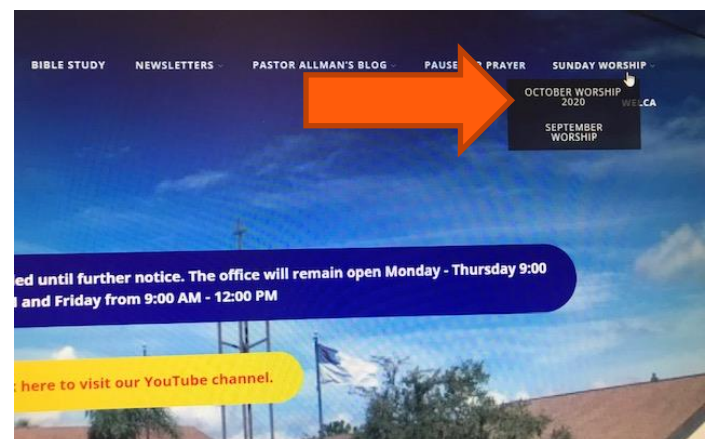 BIBLE STUDY NEWSLETTERS PASTOR ALLMAN'S BLOG PRAYER SUNDAY WORSHIP
OCTOBER WORSHIP
2020
SEPTEMBER
WORSHIP
until further notice. The office will remain open Monday - Thursday 9:00
and Friday from 9:00 AM - 12:00 PM
here to visit our YouTube channel.